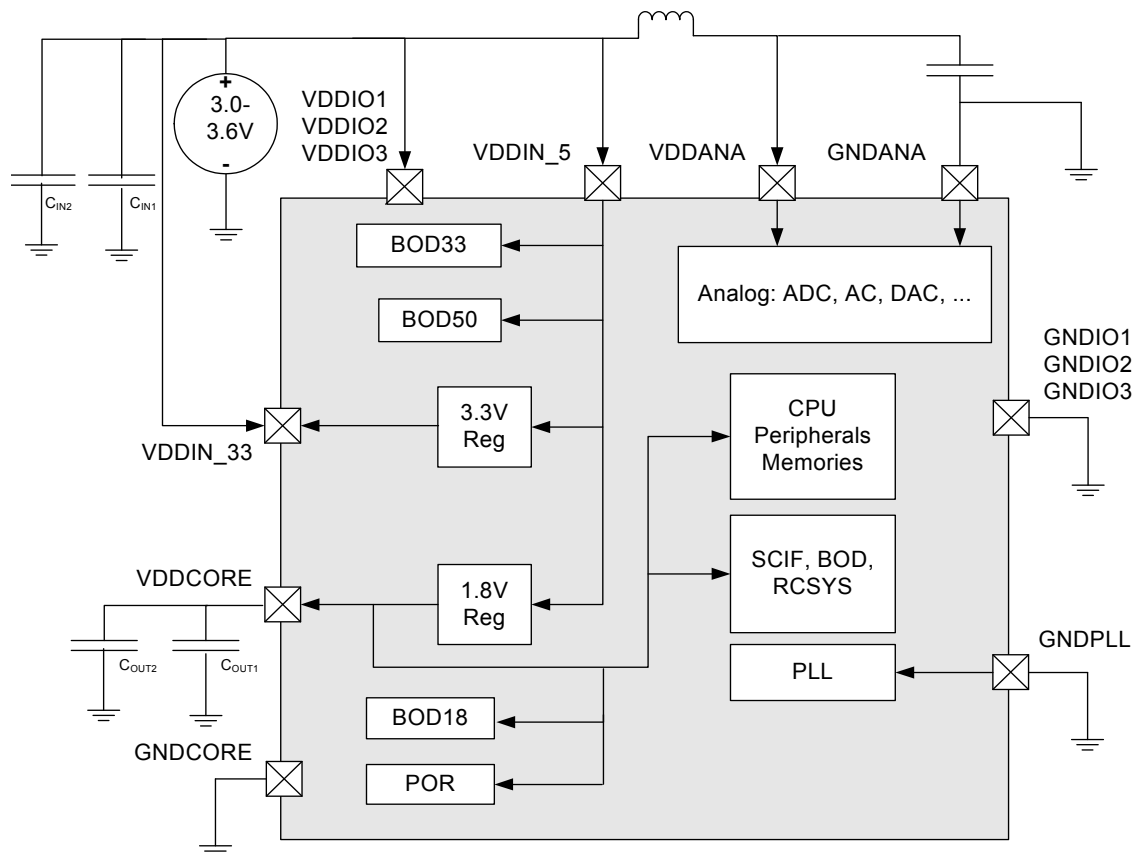 +
3.0-
3.6V
-
VDDIO1
VDDIO2
VDDIO3
VDDIN_5
VDDANA
GNDANA
CIN2
CIN1
BOD33
BOD50
Analog: ADC, AC, DAC, ...
GNDIO1
GNDIO2
GNDIO3
3.3V
Reg
CPU
Peripherals
Memories
VDDIN_33
VDDCORE
1.8V
Reg
SCIF, BOD,
RCSYS
COUT2
COUT1
GNDPLL
PLL
BOD18
GNDCORE
POR